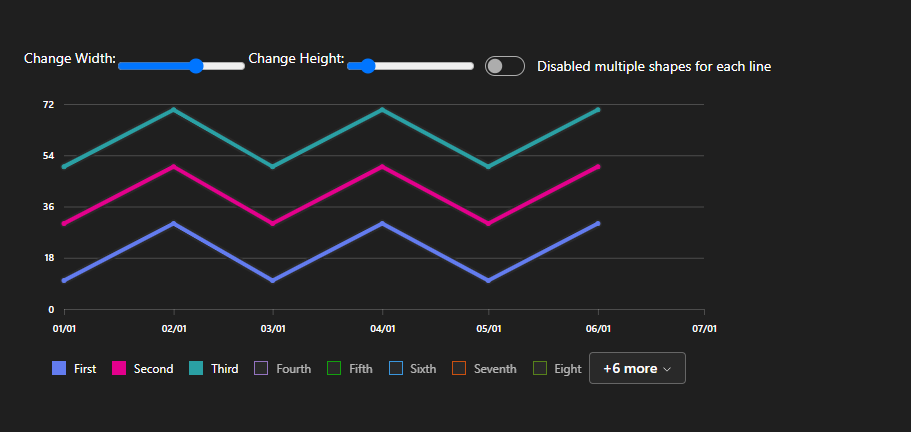 Change Width: Change Height: Disabled multiple shapes for each line
72
54
36
18
0
01/01 02/01 03/01 04/01 05/01 06/01 07/01
First Second Third Fourth Fifth Sixth Seventh Eight +6 more